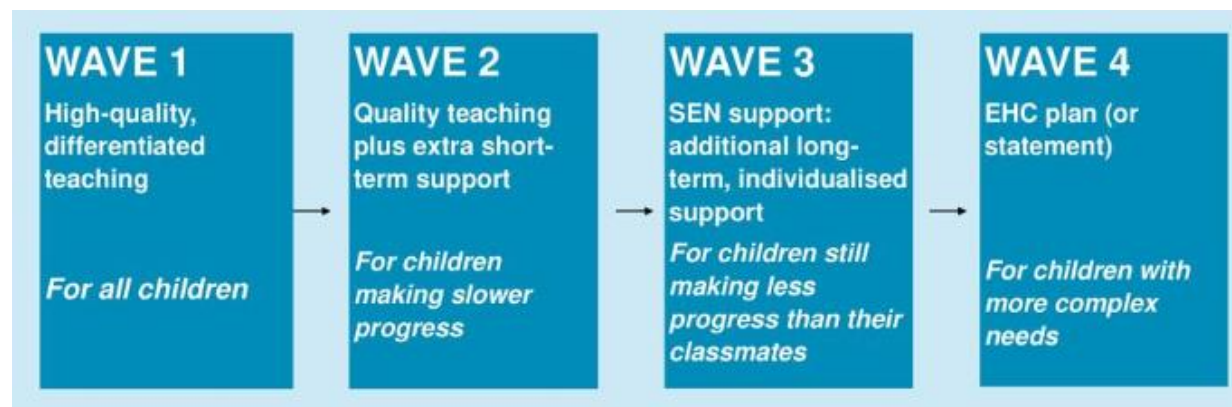 WAVE 1
High-quality,
differentiated
teaching
For all children
WAVE 2
Quality teaching
plus extra short-
term support
For children
making slower
progress
WAVE 3
SEN support:
additional long-
term, individualised
support
For children still
making less
progress than their
classmates
WAVE 4
EHC plan (or
statement)
For children with
more complex
needs